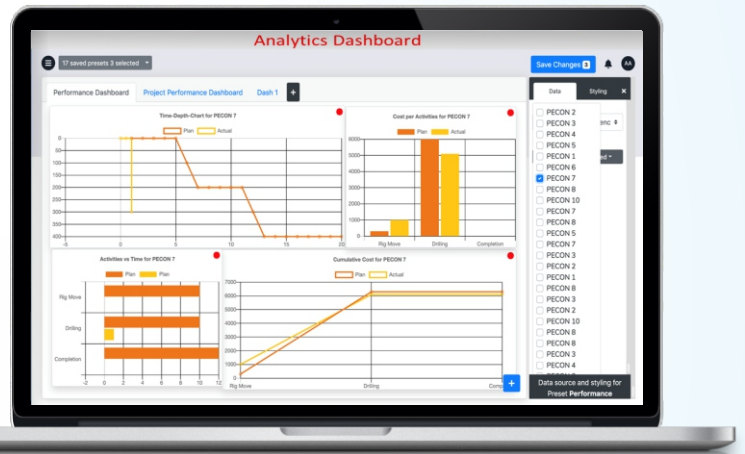 Analytics Dashboard
17 saved presets 3 selected
Save Changes 3
AA
Performance Dashboard
Project Performance Dashboard
Dash 1
+
Data
Styling
×
Time-Depth-Chart for PECON 7
Plan
Actual
0
50
100
150
200
250
300
350
400
-5
0
5
10
15
20
Cost per Activities for PECON 7
Plan
Actual
6000
5000
4000
3000
2000
1000
0
Rig Move
Drilling
Completion
Activities vs Time for PECON 7
Plan
Plan
Rig Move
Drilling
Completion
-2
0
2
4
6
8
10
12
Cumulative Cost for PECON 7
Plan
Actual
7000
6000
5000
4000
3000
2000
1000
0
Rig Move
Drilling
Comp
+
PECON 2
PECON 3
PECON 4
PECON 5
PECON 1
PECON 6
PECON 7
PECON 8
PECON 10
PECON 7
PECON 8
PECON 5
PECON 7
PECON 3
PECON 2
PECON 1
PECON 8
PECON 3
PECON 2
PECON 10
PECON 8
PECON 8
PECON 3
PECON 4
enc
Data source and styling for
Preset Performance